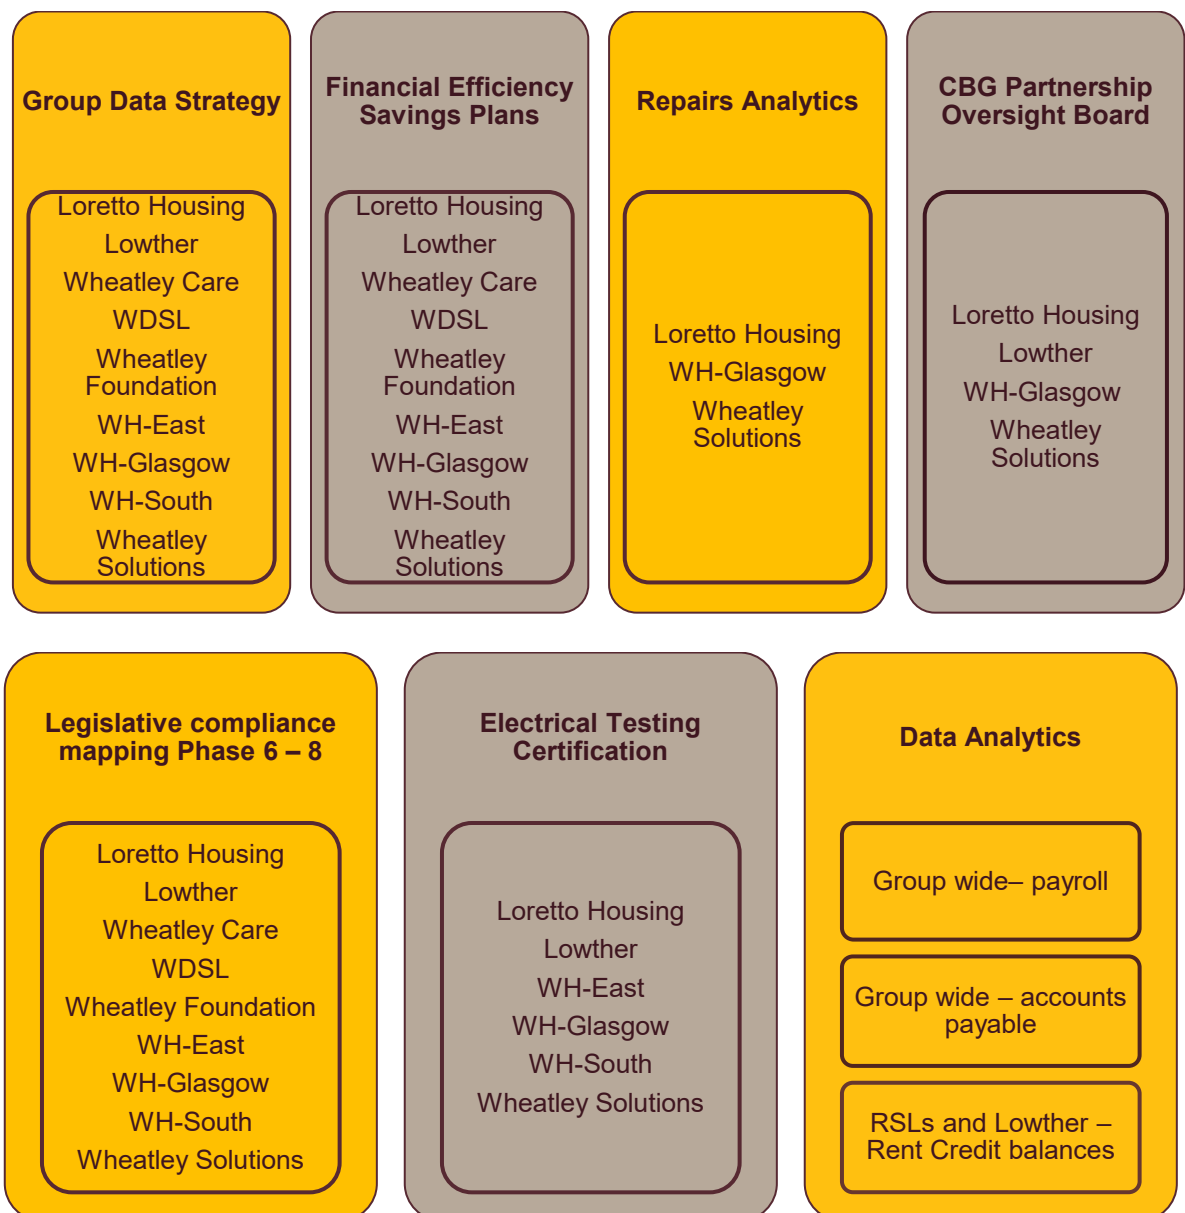 Group Data Strategy
Loretto Housing
Lowther
Wheatley Care
WDSL
Wheatley
Foundation
WH-East
WH-Glasgow
WH-South
Wheatley
Solutions
Financial Efficiency
Savings Plans
Loretto Housing
Lowther
Wheatley Care
WDSL
Wheatley
Foundation
WH-East
WH-Glasgow
WH-South
Wheatley
Solutions
Repairs Analytics
Loretto Housing
WH-Glasgow
Wheatley
Solutions
CBG Partnership
Oversight Board
Loretto Housing
Lowther
WH-Glasgow
Wheatley
Solutions
Legislative compliance
mapping Phase 6 – 8
Loretto Housing
Lowther
Wheatley Care
WDSL
Wheatley Foundation
WH-East
WH-Glasgow
WH-South
Wheatley Solutions
Electrical Testing
Certification
Loretto Housing
Lowther
WH-East
WH-Glasgow
WH-South
Wheatley Solutions
Data Analytics
Group wide– payroll
Group wide – accounts
payable
RSLs and Lowther –
Rent Credit balances